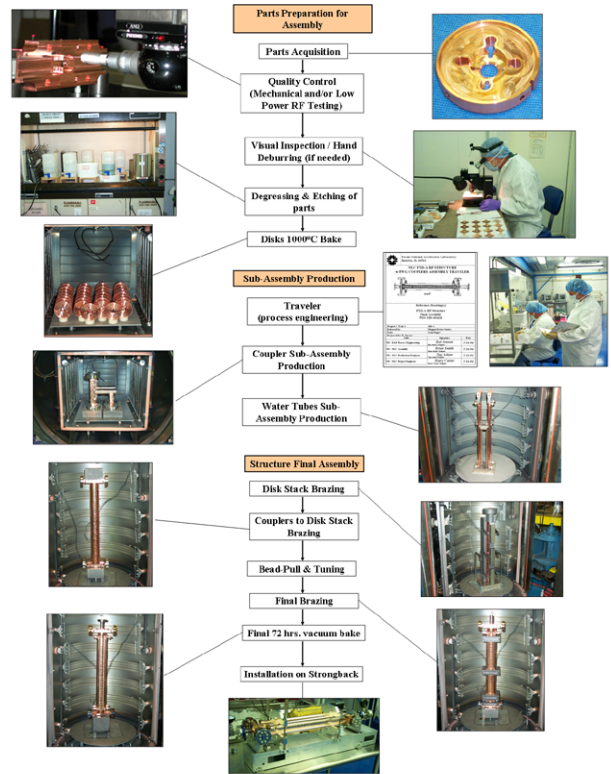 Parts Preparation for
Assembly
Parts Acquisition
Quality Control
(Mechanical and/or Low
Power RF Testing)
Visual Inspection / Hand
Deburring (if needed)
Degreasing & Etching of
parts
Disks 1000°C Bake
Sub-Assembly Production
Traveler
(process engineering)
Coupler Sub-Assembly
Production
Water Tubes Sub-
Assembly Production
Structure Final Assembly
Disk Stack Brazing
Couplers to Disk Stack
Brazing
Bead-Pull & Tuning
Final Brazing
Final 72 hrs. vacuum bake
Installation on Strongback